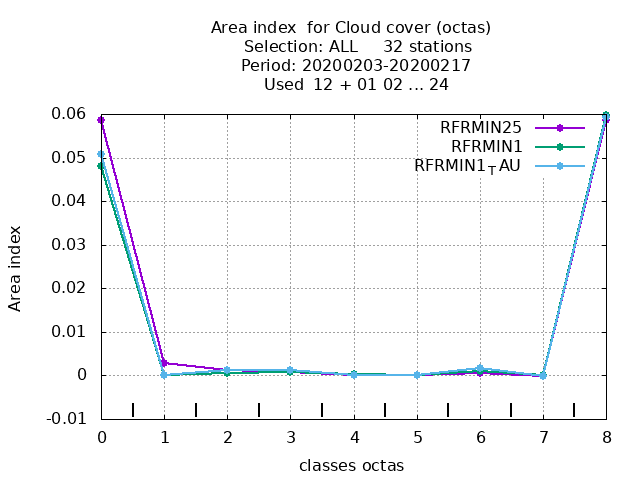 Area index  for Cloud cover (octas)
Selection: ALL     32 stations
Period: 20200203-20200217
Used  12 + 01 02 ... 24
RFRMIN25
RFRMIN1
RFRMIN1TAU
0.06
0.05
0.04
0.03
0.02
0.01
0
-0.01
Area index
0 1 2 3 4 5 6 7 8
classes octas